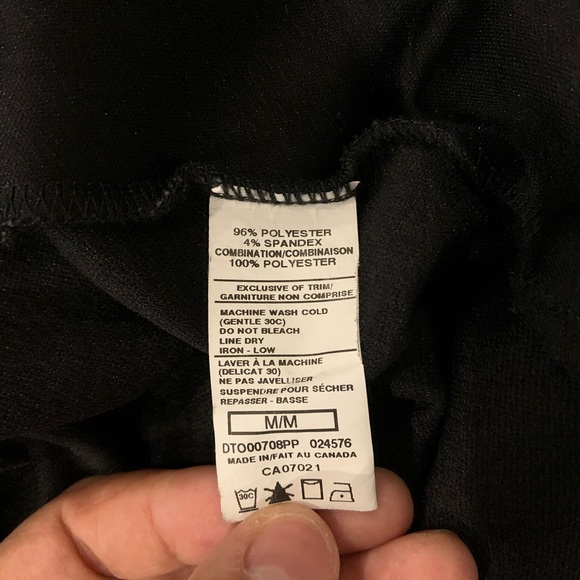 96% POLYESTER
4% SPANDEX
COMBINATION/COMBINAISON
100% POLYESTER
EXCLUSIVE OF TRIM/
GARNITURE NON COMPRISE
MACHINE WASH COLD
(GENTLE 30C)
DO NOT BLEACH
LINE DRY
IRON - LOW
LAVER À LA MACHINE
(DELICAT 30)
NE PAS JAVELLISER
SUSPENDRE POUR SÉCHER
REPASSER - BASSE
M/M
DTO00708PP 024576
MADE IN/FAIT AU CANADA
CA07021
30C